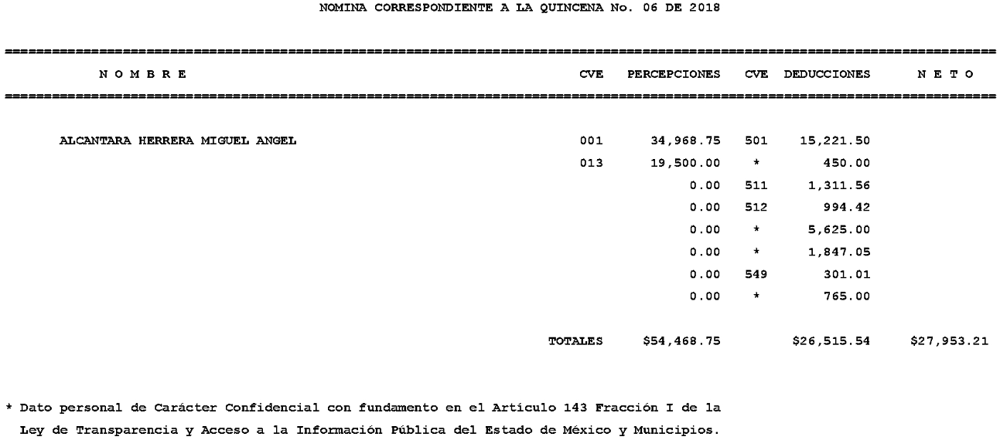 NOMINA CORRESPONDIENTE A LA QUINCENA No. 06 DE 2018
N O M B R E CVE PERCEPCIONES CVE DEDUCCIONES N E T O
ALCANTARA HERRERA MIGUEL ANGEL 001 34,968.75 501 15,221.50
013 19,500.00 * 450.00
0.00 511 1,311.56
0.00 512 994.42
0.00 * 5,625.00
0.00 * 1,847.05
0.00 549 301.01
0.00 * 765.00
TOTALES $54,468.75 $26,515.54 $27,953.21
* Dato personal de Carácter Confidencial con fundamento en el Artículo 143 Fracción I de la
Ley de Transparencia y Acceso a la Información Pública del Estado de México y Municipios.